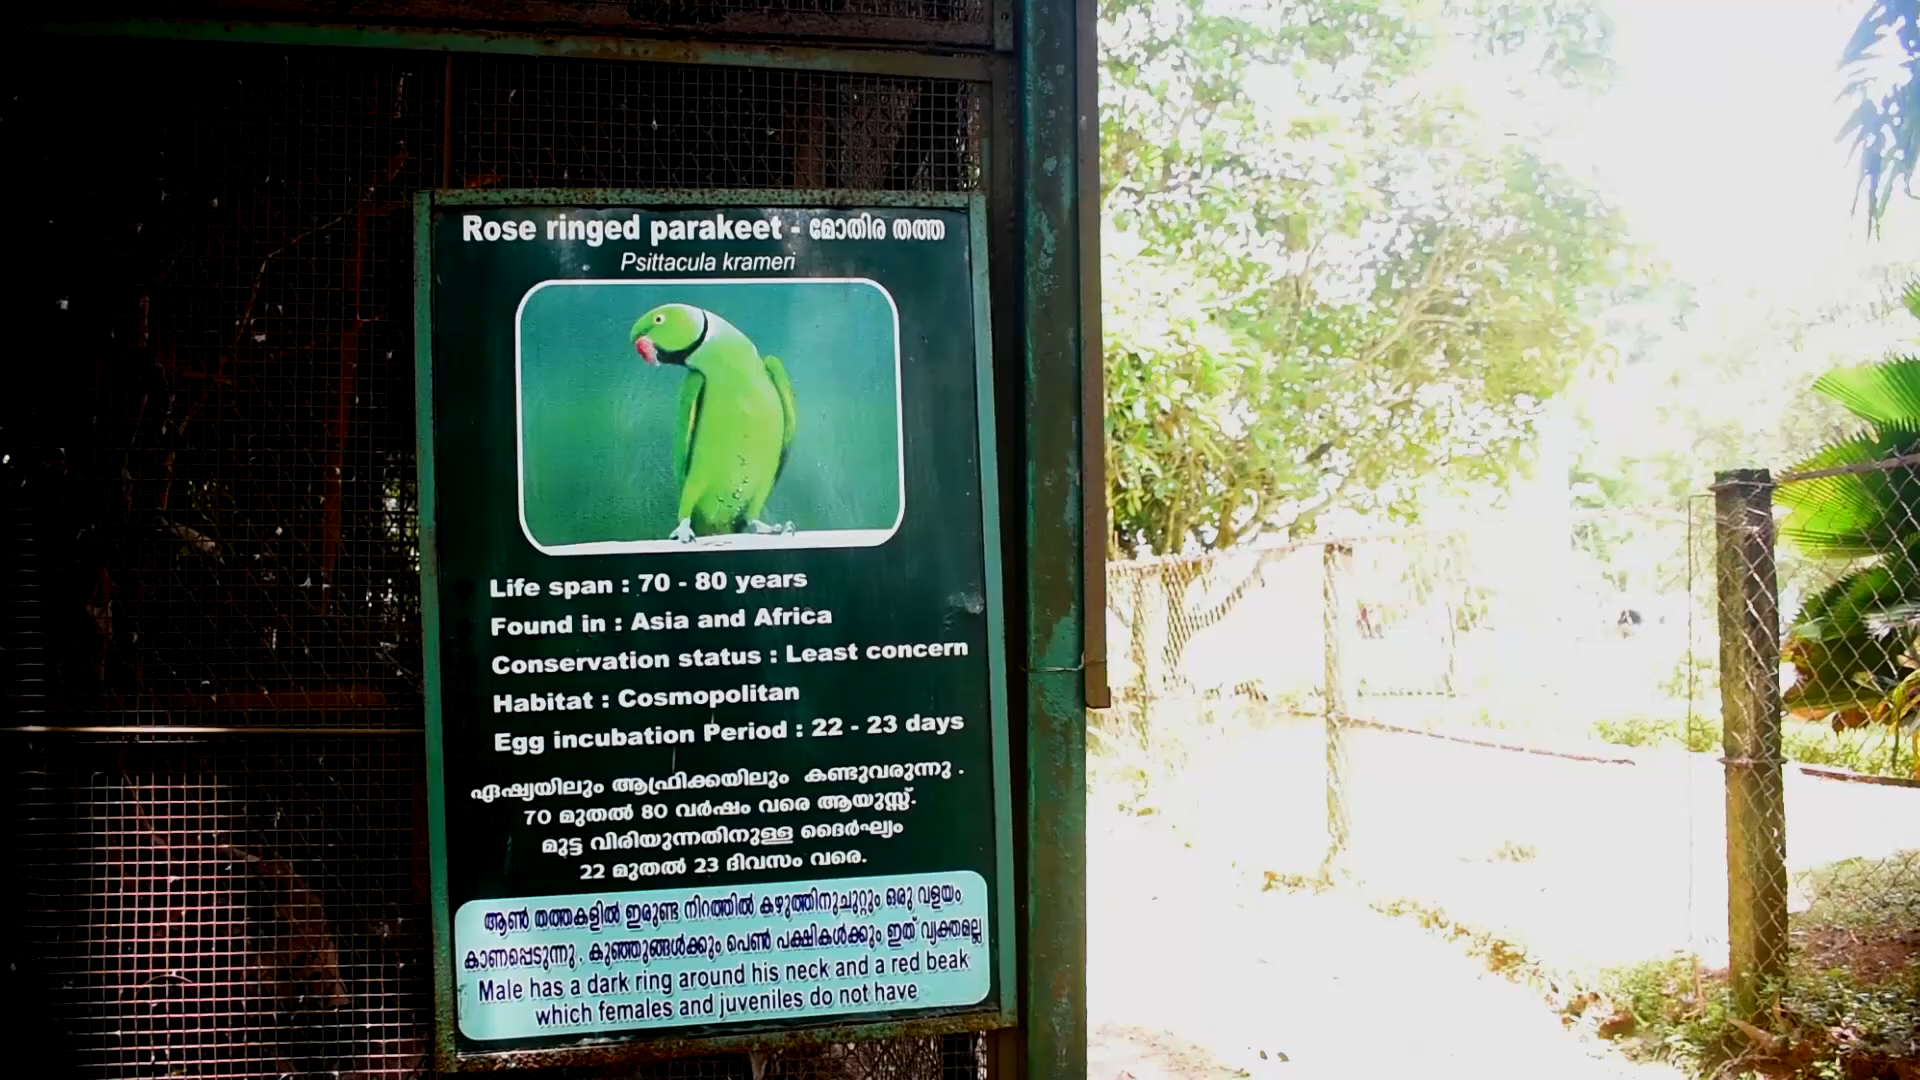 Rose ringed parakeet - മോതിര തത്ത
Psittacula krameri
Life span : 70 - 80 years
Found in : Asia and Africa
Conservation status : Least concern
Habitat : Cosmopolitan
Egg incubation Period : 22 - 23 days
ഏഷ്യയിലും ആഫ്രിക്കയിലും കണ്ടുവരുന്നു .
70 മുതൽ 80 വർഷം വരെ ആയുസ്സ്.
മുട്ട വിരിയുന്നതിനുള്ള ദൈർഘ്യം
22 മുതൽ 23 ദിവസം വരെ.
ആൺ തത്തകളിൽ ഇരുണ്ട നിറത്തിൽ കഴുത്തിനുചുറ്റും ഒരു വളയം
കാണപ്പെടുന്നു . കുഞ്ഞുങ്ങൾക്കും പെൺ പക്ഷികൾക്കും ഇത് വ്യക്തമല്ല
Male has a dark ring around his neck and a red beak
which females and juveniles do not have